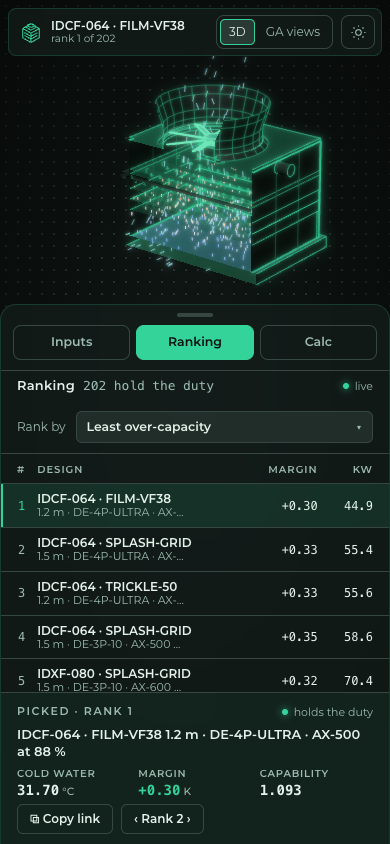 IDCF-064 · FILM-VF38
rank 1 of 202
3D
GA views
Inputs
Ranking
Calc
Ranking 202 hold the duty
live
Rank by
Least over-capacity
# DESIGN MARGIN KW
1 IDCF-064 · FILM-VF38 +0.30 44.9
1.2 m · DE-4P-ULTRA · AX-...
2 IDCF-064 · SPLASH-GRID +0.33 55.4
1.5 m · DE-4P-ULTRA · AX-...
3 IDCF-064 · TRICKLE-50 +0.33 55.6
1.2 m · DE-4P-ULTRA · AX-...
4 IDCF-064 · SPLASH-GRID +0.35 58.6
1.5 m · DE-3P-10 · AX-500 ...
5 IDXF-080 · SPLASH-GRID +0.32 70.4
1.5 m · DE-3P-10 · AX-600 ...
PICKED · RANK 1
holds the duty
IDCF-064 · FILM-VF38 1.2 m · DE-4P-ULTRA · AX-500
at 88 %
COLD WATER MARGIN CAPABILITY
31.70 °C +0.30 K 1.093
Copy link
‹ Rank 2 ›